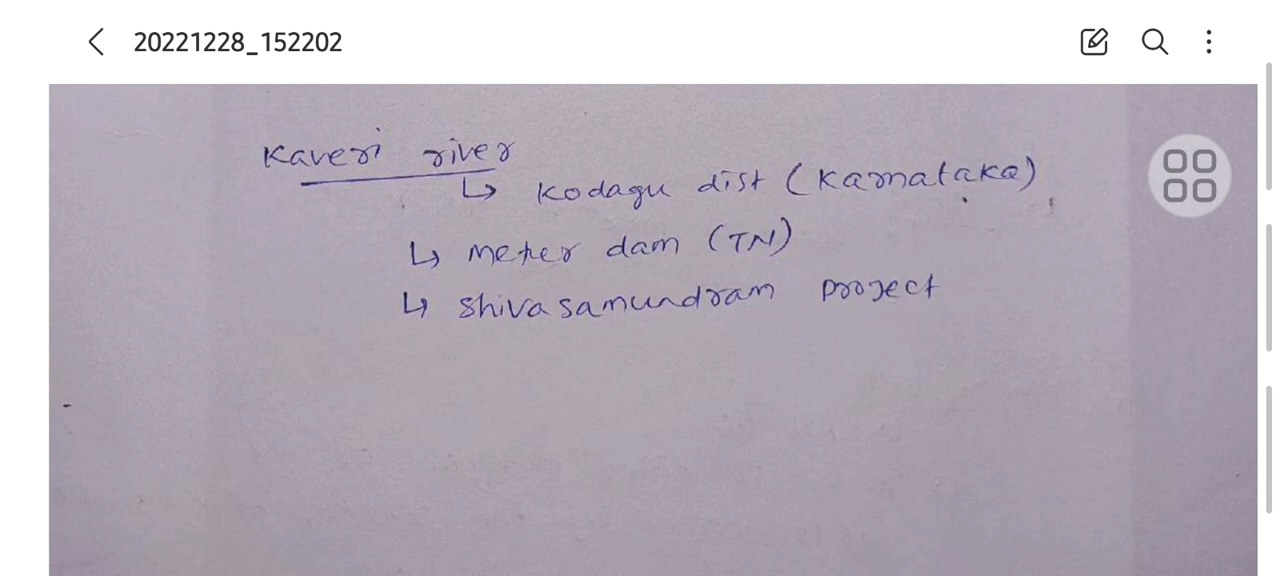 20221228_152202
Kaveri river
↳ Kodagu dist (Karnataka)
↳ Meter dam (TN)
↳ Shivasamundram project